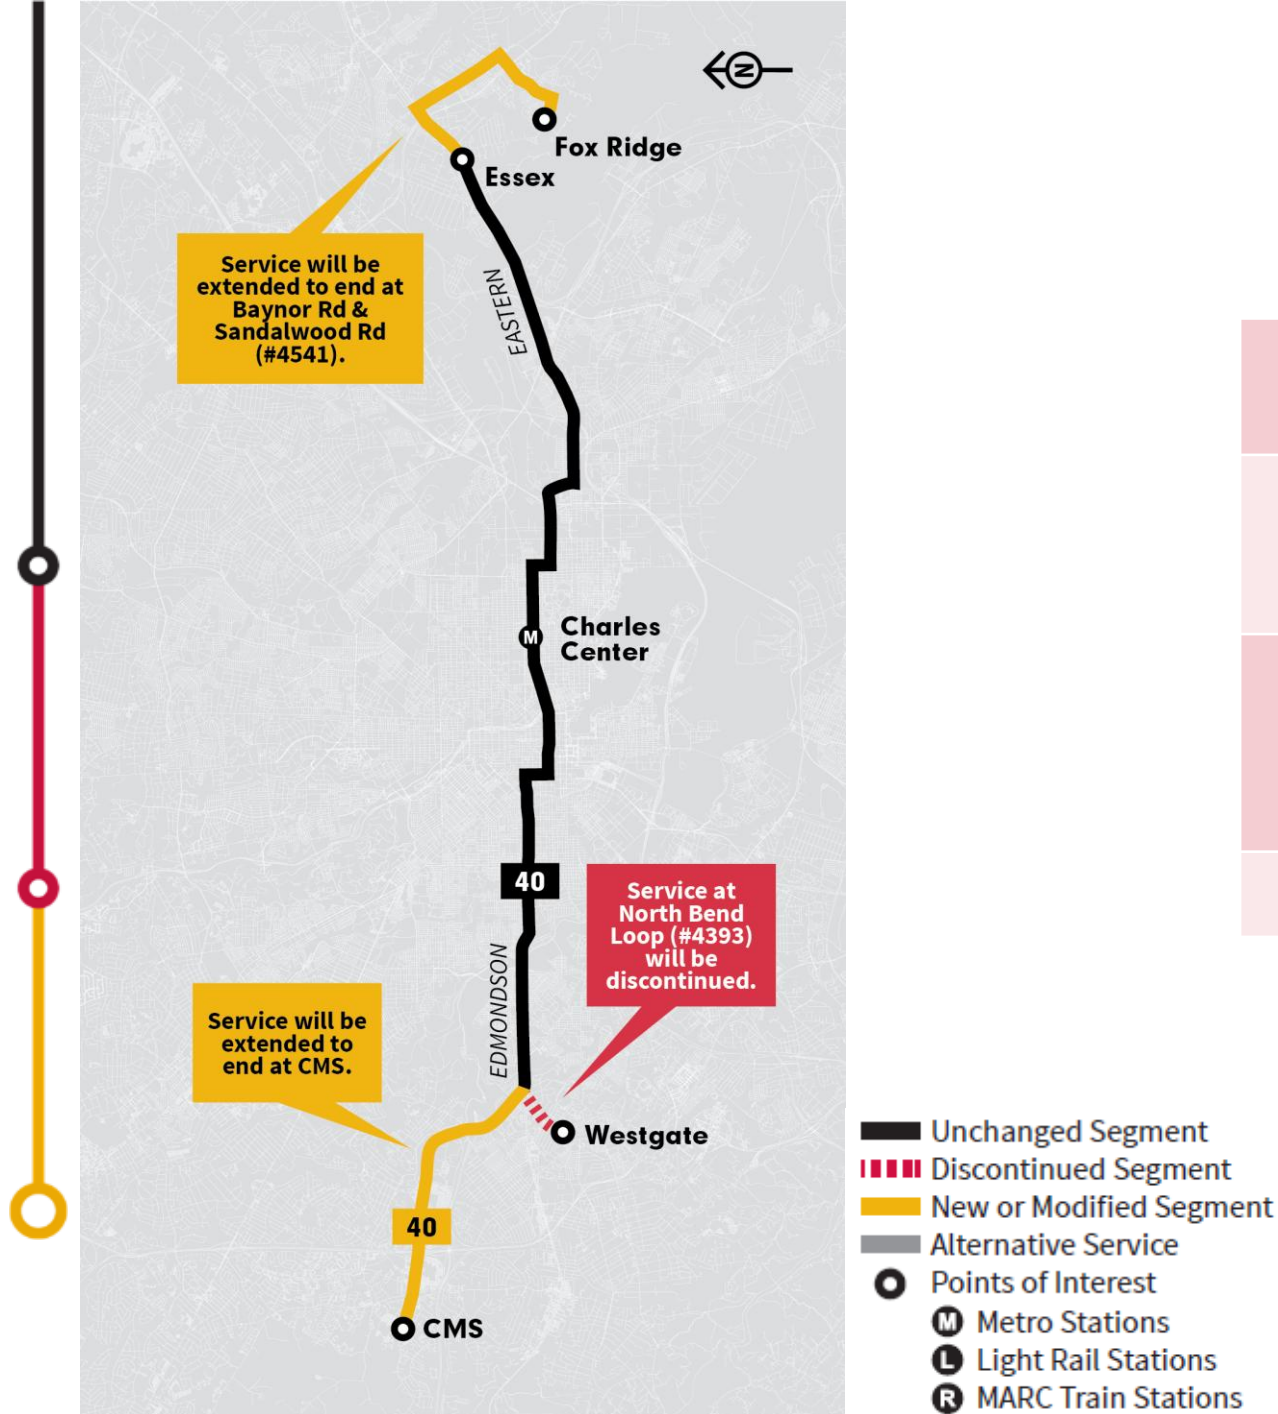 N
Fox Ridge
Essex
Service will be
extended to end at
Baynor Rd &
Sandalwood Rd
(#4541).
EASTERN
M
Charles
Center
40
Service at
North Bend
Loop (#4393)
will be
discontinued.
EDMONDSON
Service will be
extended to
end at CMS.
Westgate
40
CMS
Unchanged Segment
Discontinued Segment
New or Modified Segment
Alternative Service
Points of Interest
M Metro Stations
L Light Rail Stations
R MARC Train Stations